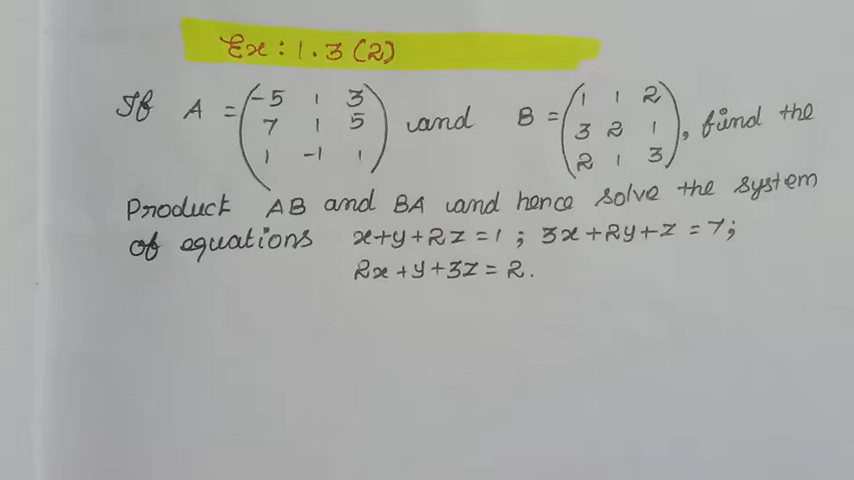 Ex : 1.3 (2)
If A = (-5 1 3 and B = (1 1 2
7 1 5 3 2 1
1 -1 1) 2 1 3), find the
Product AB and BA and hence solve the system
of equations x+y+2z=1 ; 3x+2y+z=7;
2x+y+3z=2.